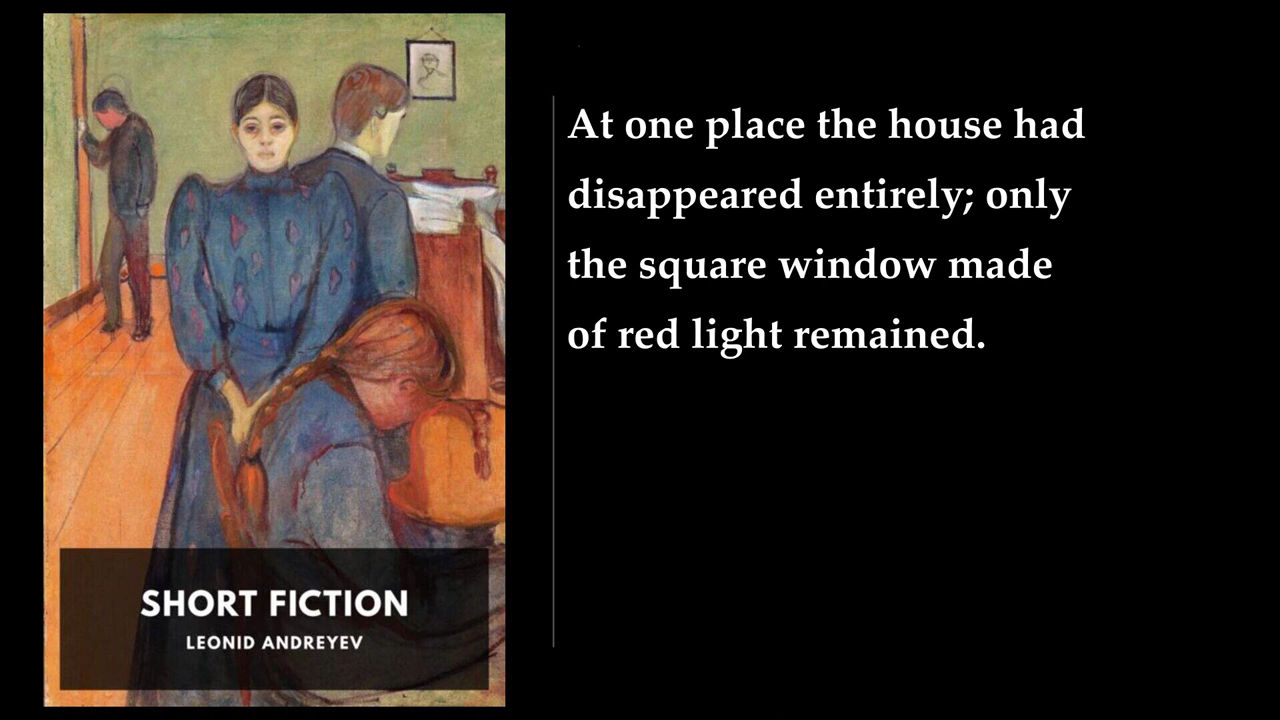 SHORT FICTION
LEONID ANDREYEV
At one place the house had
disappeared entirely; only
the square window made
of red light remained.